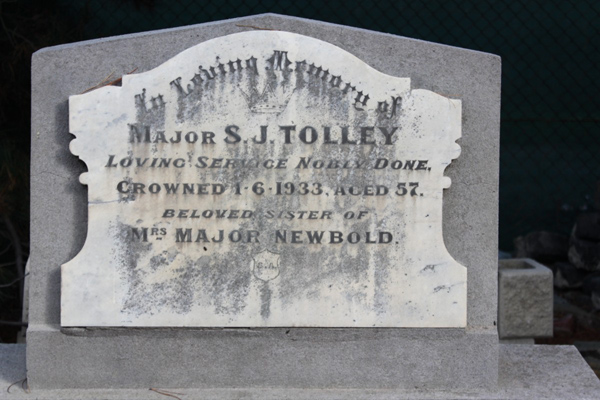 In Loving Memory of
MAJOR S. J. TOLLEY
LOVING SERVICE NOBLY DONE.
CROWNED 1-6-1933, AGED 57.
BELOVED SISTER OF
MRS MAJOR NEWBOLD.